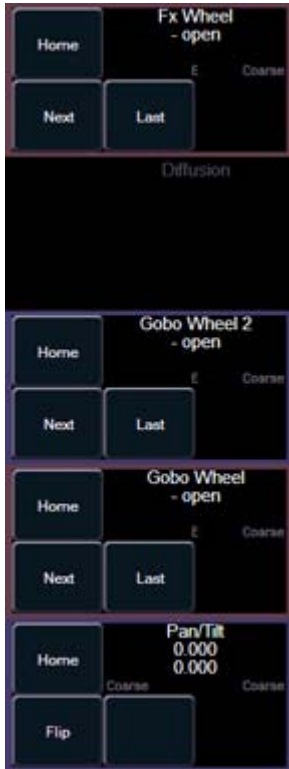 Fx Wheel
Home
- open
E Coarse
Next Last
Diffusion
Gobo Wheel 2
Home
- open
E Coarse
Next Last
Gobo Wheel
Home
- open
E Coarse
Next Last
Pan/Tilt
0.000
Home
0.000
Coarse Coarse
Flip